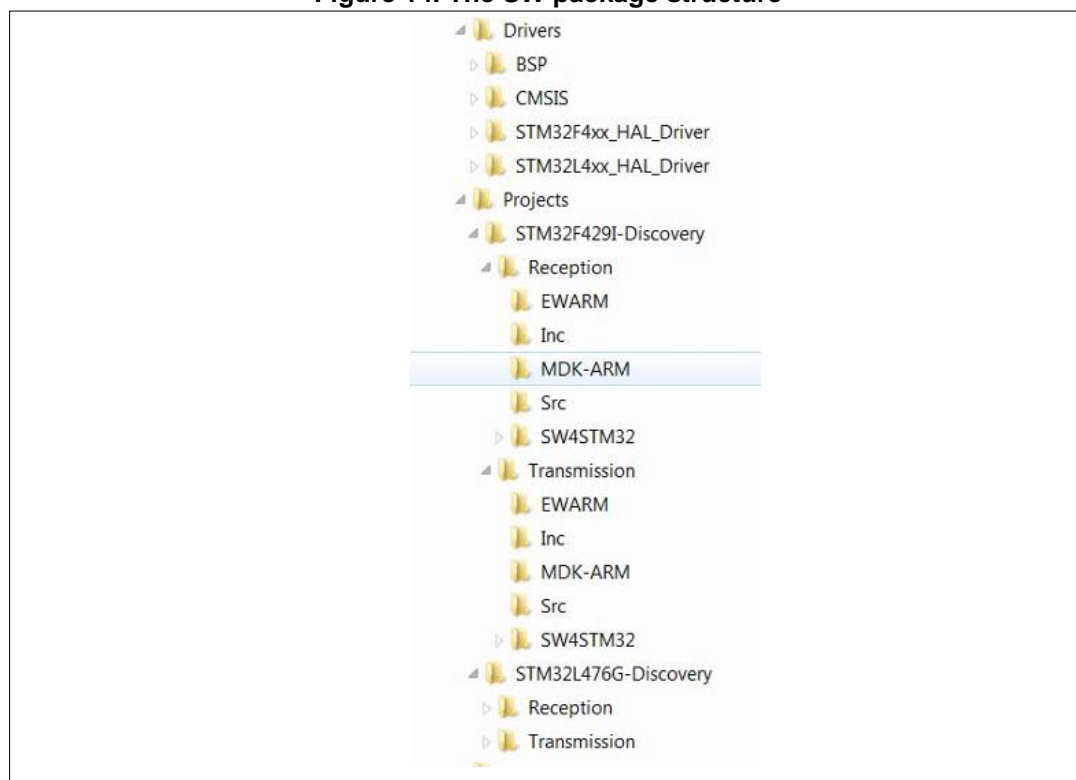 Figure 14. The SW package structure
Drivers
BSP
CMSIS
STM32F4xx_HAL_Driver
STM32L4xx_HAL_Driver
Projects
STM32F429I-Discovery
Reception
EWARM
Inc
MDK-ARM
Src
SW4STM32
Transmission
EWARM
Inc
MDK-ARM
Src
SW4STM32
STM32L476G-Discovery
Reception
Transmission